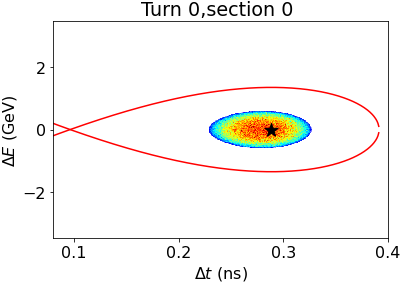 Turn 0,section 0
ΔE (GeV)
2
0
−2
0.1 0.2 0.3 0.4
Δt (ns)